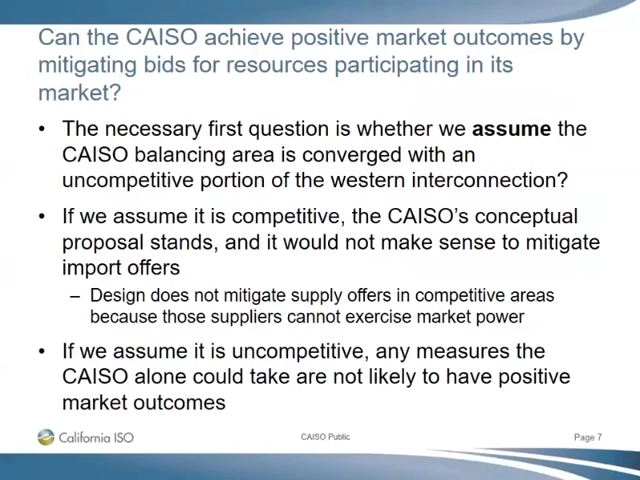 Can the CAISO achieve positive market outcomes by
mitigating bids for resources participating in its
market?
• The necessary first question is whether we assume the
CAISO balancing area is converged with an
uncompetitive portion of the western interconnection?
• If we assume it is competitive, the CAISO's conceptual
proposal stands, and it would not make sense to mitigate
import offers
– Design does not mitigate supply offers in competitive areas
because those suppliers cannot exercise market power
• If we assume it is uncompetitive, any measures the
CAISO alone could take are not likely to have positive
market outcomes
California ISO
CAISO Public
Page 7